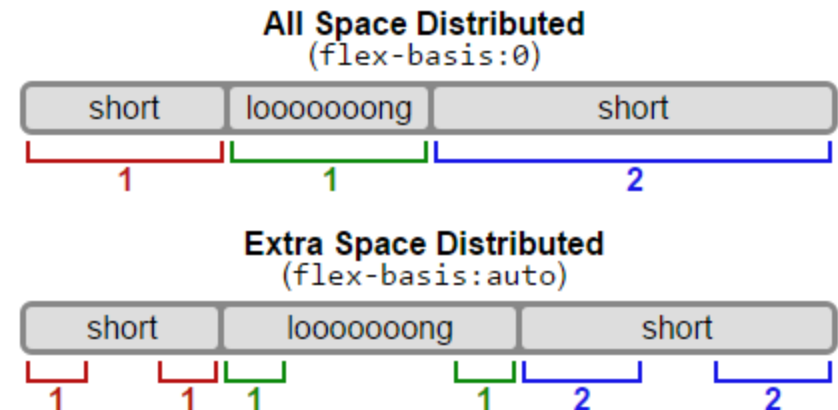 All Space Distributed
(flex-basis:0)
short looooooong short
1 1 2
Extra Space Distributed
(flex-basis:auto)
short looooooong short
1 1 1 1 2 2